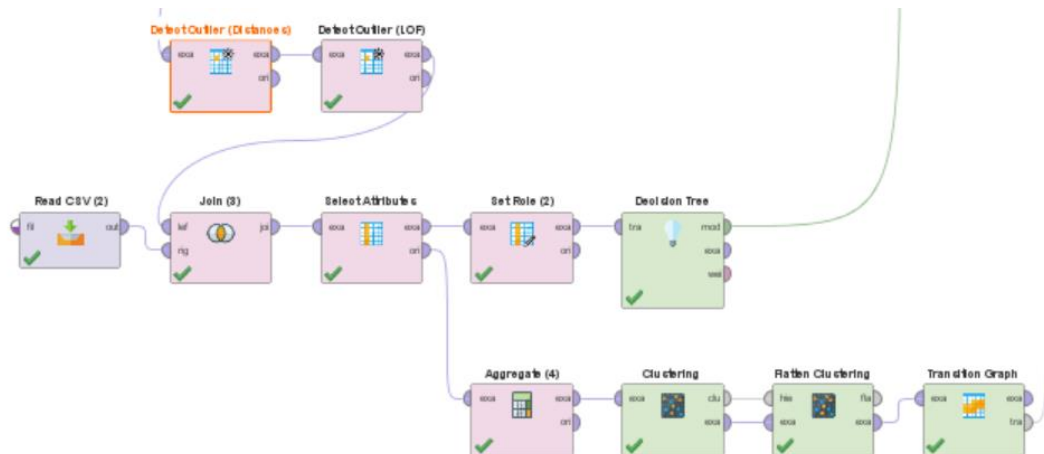 Detect Outlier (Distances) Detect Outlier (LOF)
exa exa exa exa
ori ori
Read CSV (2) Join (3) Select Attributes Set Role (2) Decision Tree
fil out lef joi exa exa exa exa tra mod
rig ori ori exa
wei
Aggregate (4) Clustering Flatten Clustering Transition Graph
exa exa exa clu hie fla exa exa
ori exa exa exa tra